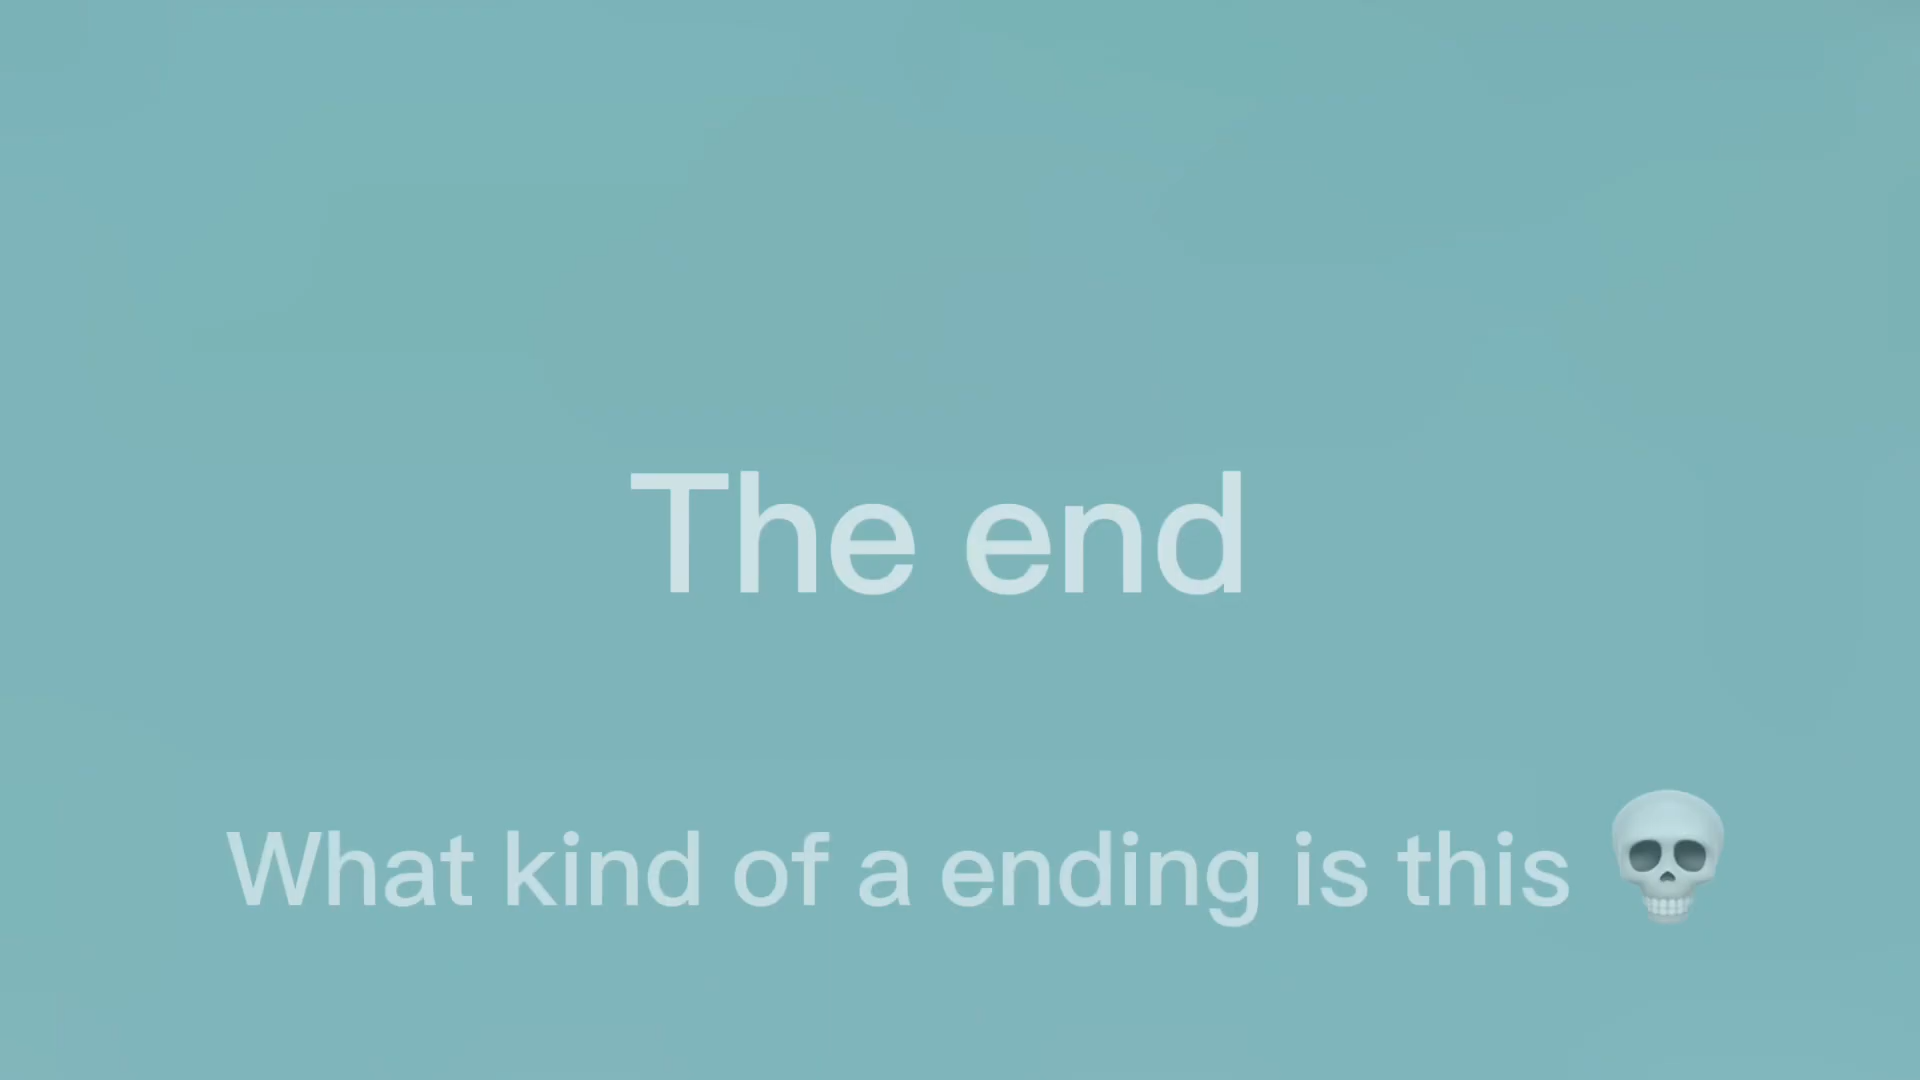 The end
What kind of a ending is this 💀